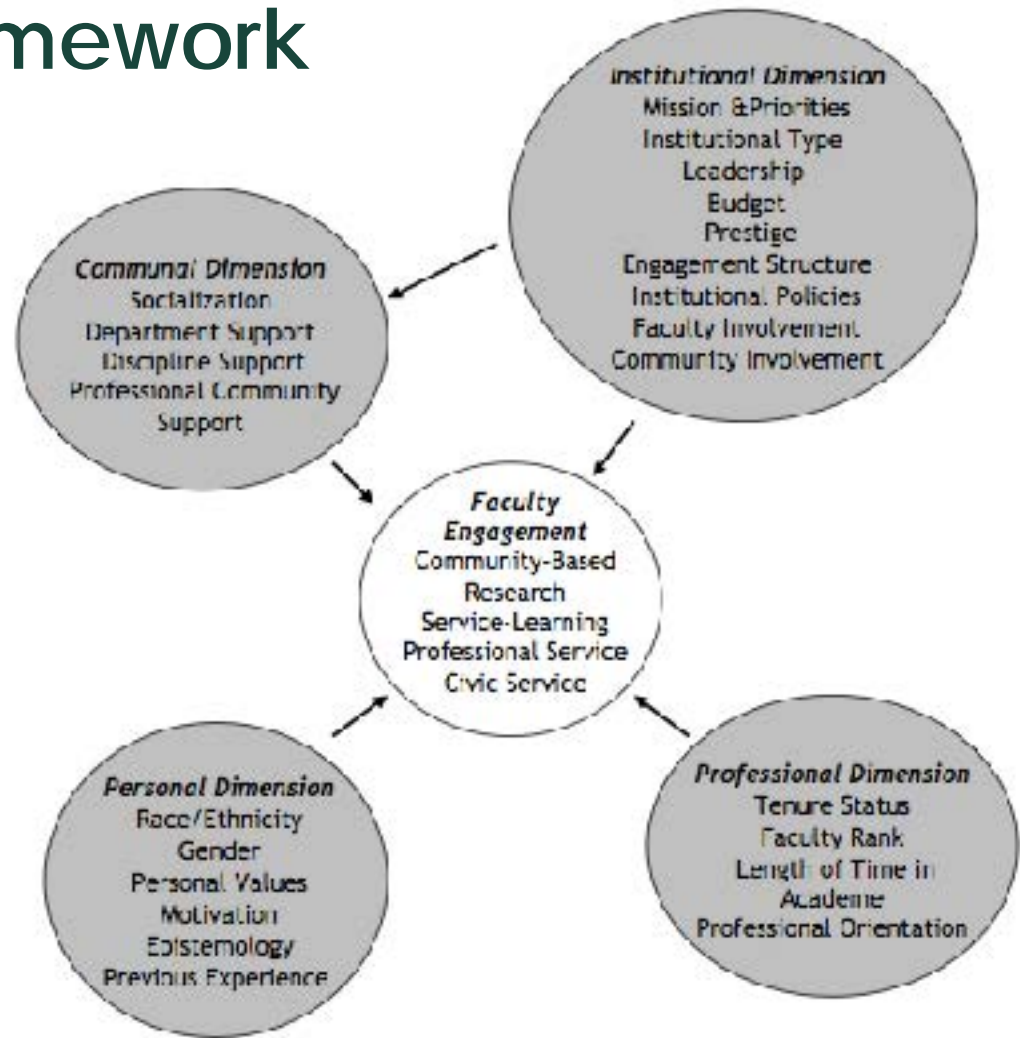 mework
Institutional Dimension
Mission &Priorities
Institutional Type
Leadership
Budget
Prestige
Engagement Structure
Institutional Policies
Faculty Involvement
Community Involvement
Communal Dimension
Socialization
Department Support
Discipline Support
Professional Community
Support
Faculty
Engagement
Community-Based
Research
Service-Learning
Professional Service
Civic Service
Personal Dimension
Race/Ethnicity
Gender
Personal Values
Motivation
Epistemology
Previous Experience
Professional Dimension
Tenure Status
Faculty Rank
Length of Time in
Academe
Professional Orientation